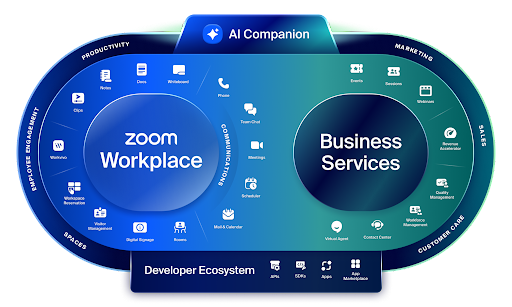 AI Companion
PRODUCTIVITY
MARKETING
EMPLOYEE ENGAGEMENT
COMMUNICATIONS
SALES
SPACES
CUSTOMER CARE
zoom
Workplace
Notes
Docs
Whiteboard
Clips
Workvivo
Workspace
Reservation
Visitor
Management
Digital Signage
Rooms
Phone
Team Chat
Meetings
Scheduler
Mail & Calendar
Business
Services
Events
Sessions
Webinars
Revenue
Accelerator
Quality
Management
Workforce
Management
Contact Center
Virtual Agent
Developer Ecosystem
APIs
SDKs
Apps
App
Marketplace